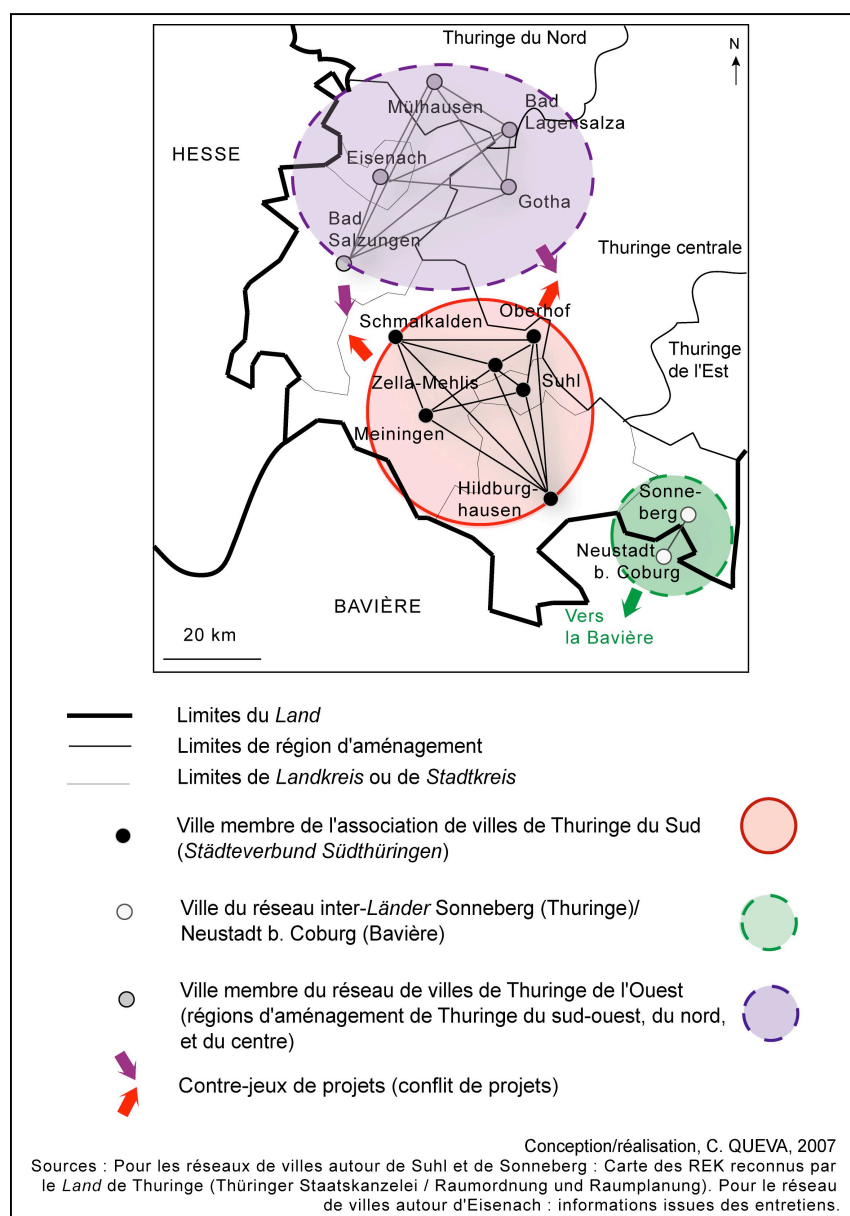 Thuringe du Nord
N
Mülhausen
Bad
Lagensalza
HESSE
Eisenach
Gotha
Bad
Salzungen
Thuringe centrale
Schmalkalden
Oberhof
Thuringe
de l'Est
Zella-Mehlis
Suhl
Meiningen
Hildburg-
hausen
Sonne-
berg
Neustadt
b. Coburg
BAVIÈRE
Vers
la Bavière
20 km
Limites du Land
Limites de région d'aménagement
Limites de Landkreis ou de Stadtkreis
Ville membre de l'association de villes de Thuringe du Sud
(Städteverbund Südthüringen)
Ville du réseau inter-Länder Sonneberg (Thuringe)/
Neustadt b. Coburg (Bavière)
Ville membre du réseau de villes de Thuringe de l'Ouest
(régions d'aménagement de Thuringe du sud-ouest, du nord,
et du centre)
Contre-jeux de projets (conflit de projets)
Conception/réalisation, C. QUEVA, 2007
Sources : Pour les réseaux de villes autour de Suhl et de Sonneberg : Carte des REK reconnus par
le Land de Thuringe (Thüringer Staatskanzelei / Raumordnung und Raumplanung). Pour le réseau
de villes autour d'Eisenach : informations issues des entretiens.